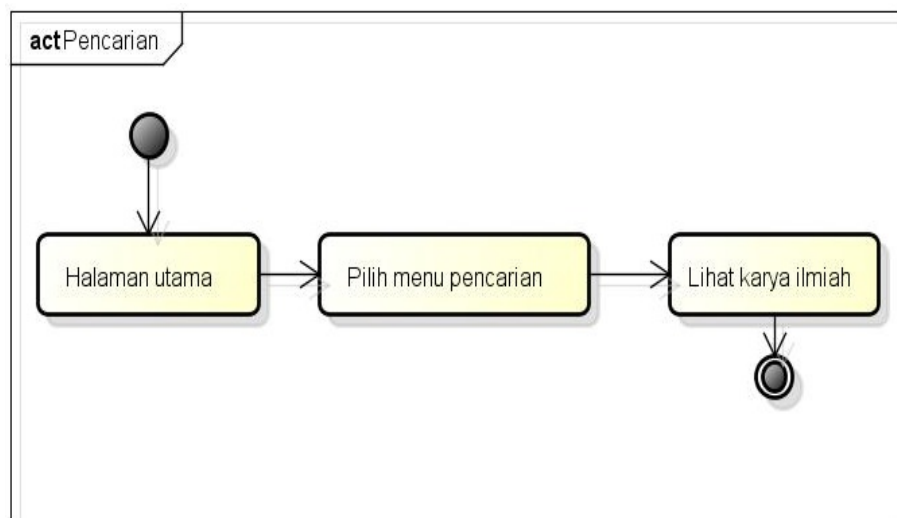 act Pencarian
Halaman utama
Pilih menu pencarian
Lihat karya ilmiah